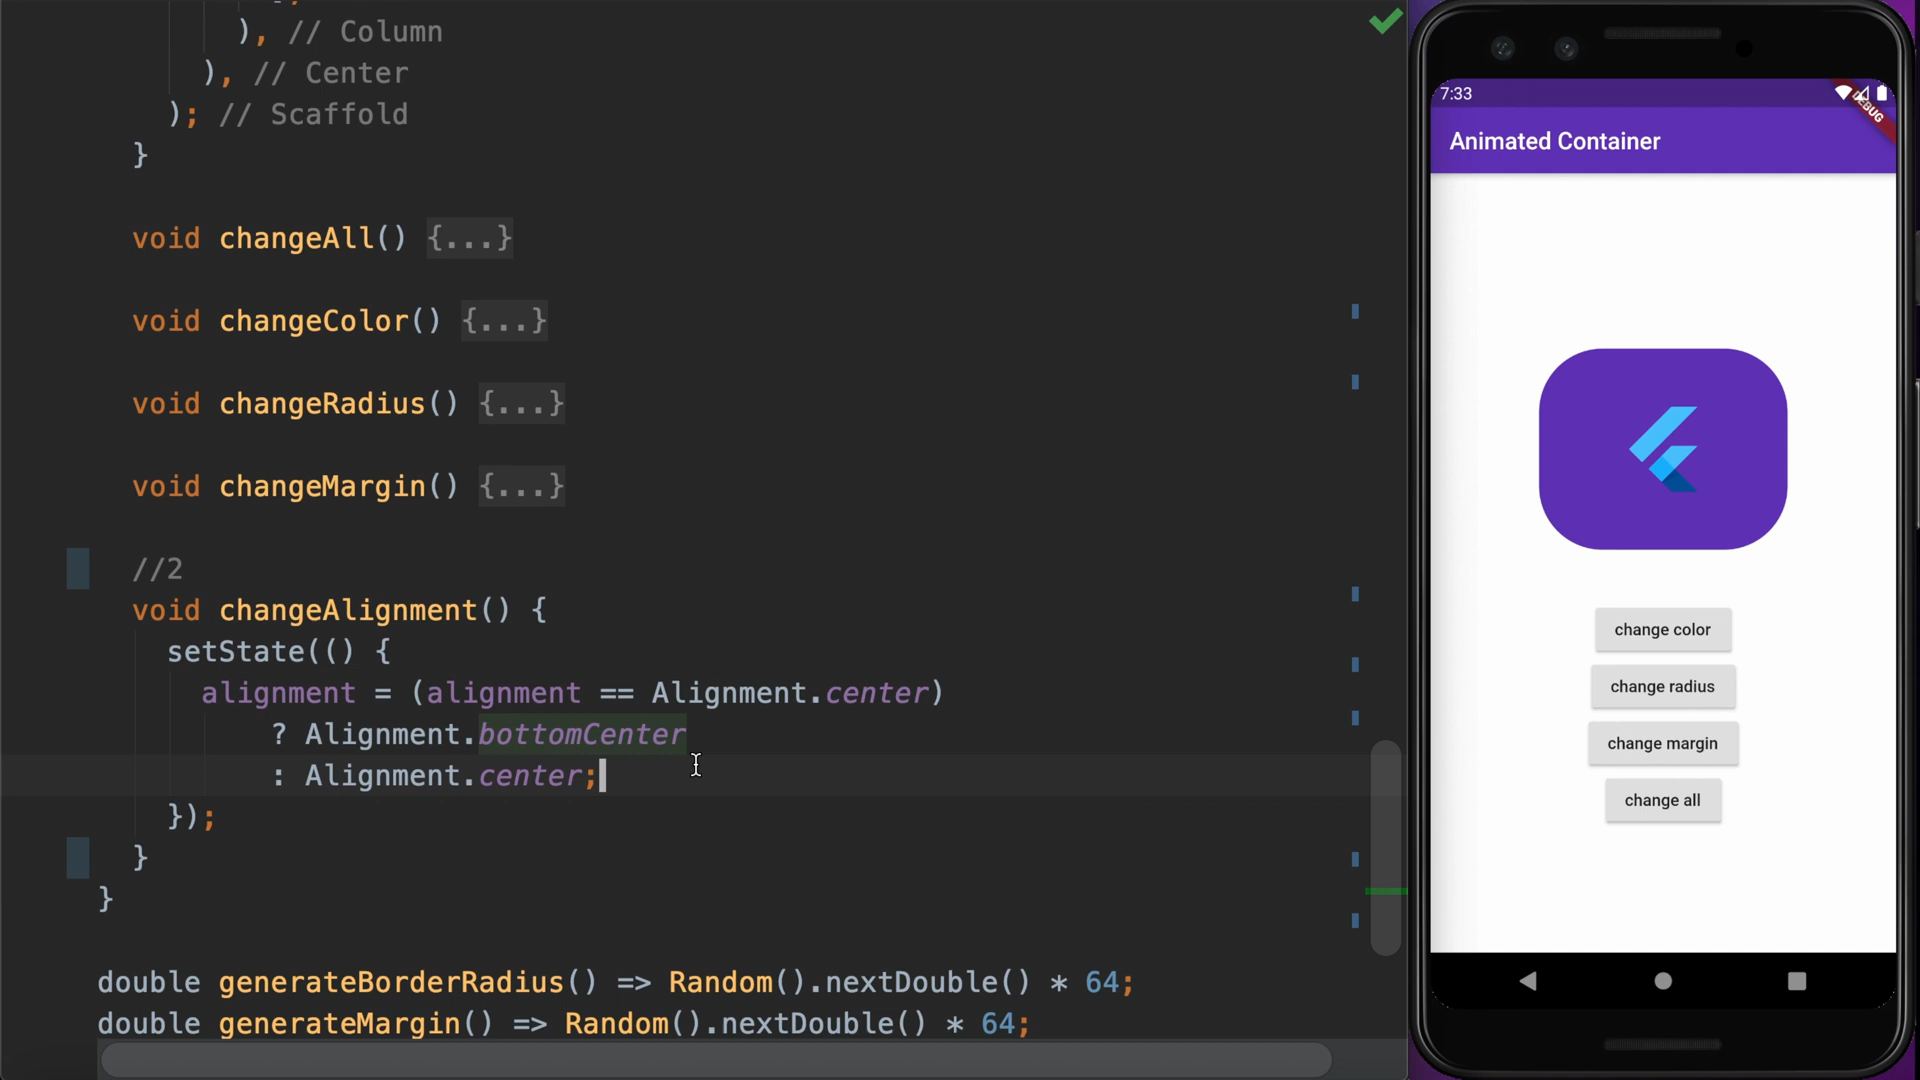 ), // Column
), // Center
); // Scaffold
}
void changeAll() {...}
void changeColor() {...}
void changeRadius() {...}
void changeMargin() {...}
//2
void changeAlignment() {
setState(() {
alignment = (alignment == Alignment.center)
? Alignment.bottomCenter
: Alignment.center;
});
}
}
double generateBorderRadius() => Random().nextDouble() * 64;
double generateMargin() => Random().nextDouble() * 64;
7:33
DEBUG
Animated Container
change color
change radius
change margin
change all